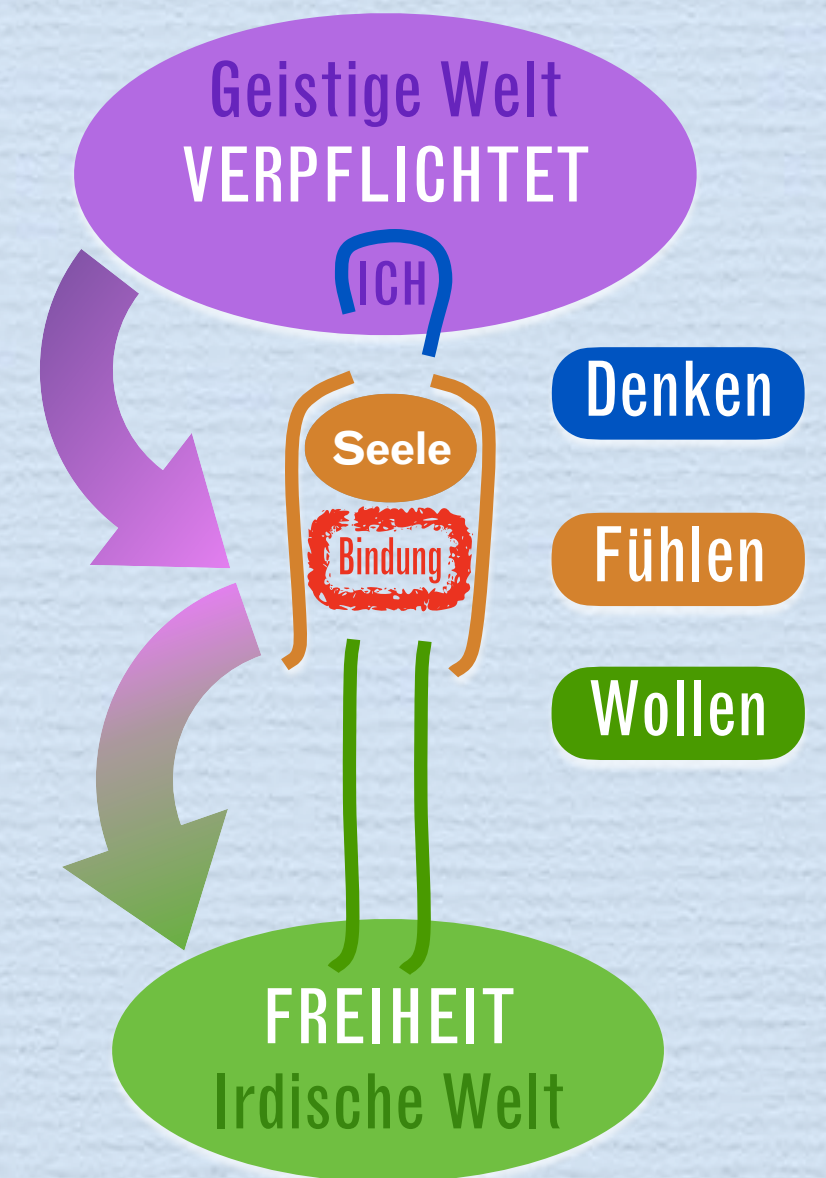 Geistige Welt
VERPFLICHTET
ICH
Denken
Seele
Bindung
Fühlen
Wollen
FREIHEIT
Irdische Welt